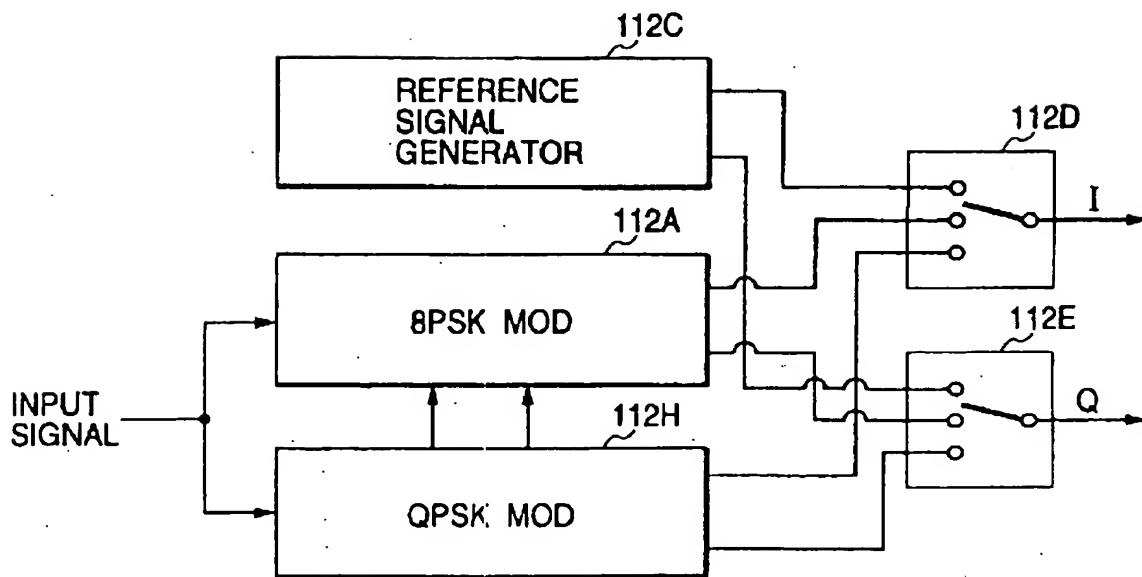 112C
REFERENCE
SIGNAL
GENERATOR
112D
I
112A
8PSK MOD
112E
Q
INPUT
SIGNAL
112H
QPSK MOD